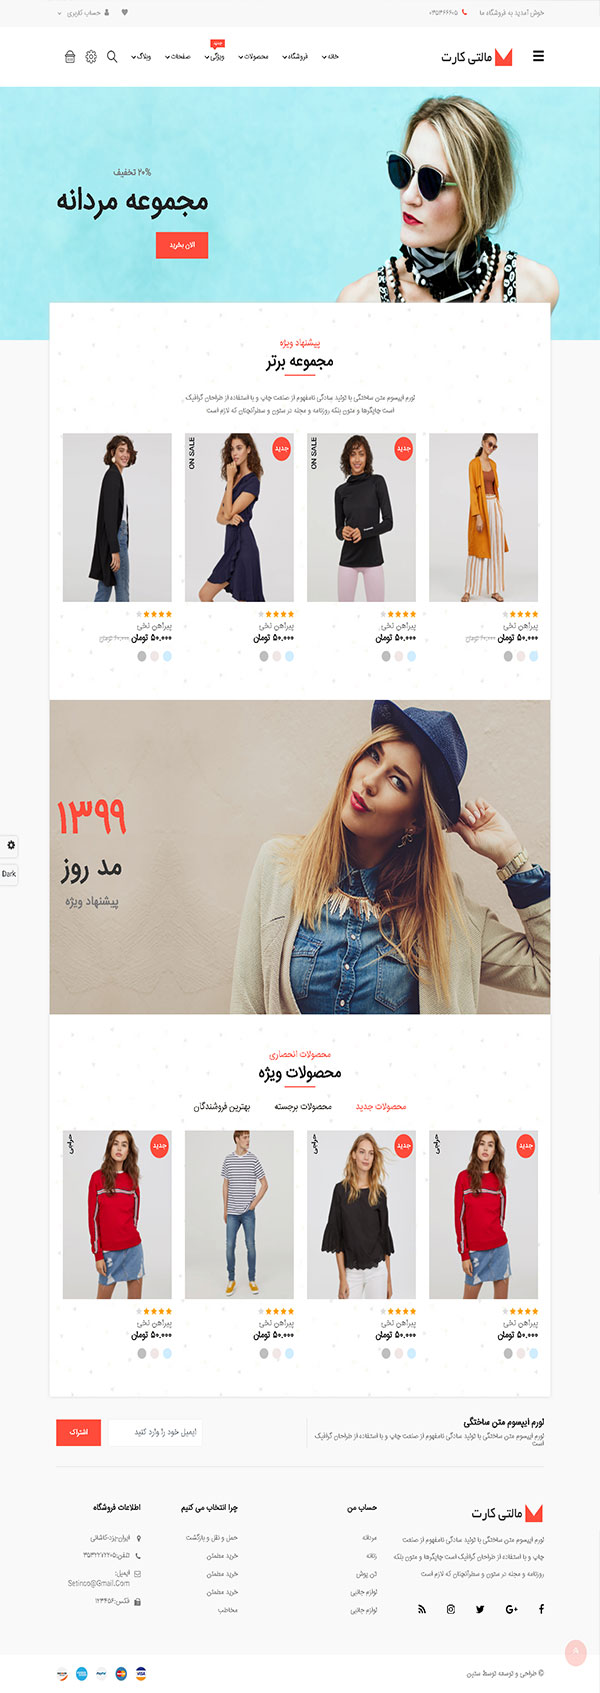 خوش آمدید به فروشگاه ما
حساب کاربری
مالتی کارت
خانه
فروشگاه
محصولات
ویژگی
جدید
صفحات
وبلاگ
۲۰% تخفیف
مجموعه مردانه
الان بخرید
پیشنهاد ویژه
مجموعه برتر
لورم ایپسوم متن ساختگی با تولید سادگی نامفهوم از صنعت چاپ و با استفاده از طراحان گرافیک
است چاپگرها و متون بلکه روزنامه و مجله در ستون و سطرآنچنان که لازم است
جدید
ON SALE
جدید
ON SALE
پیراهن نخی
۵۰.۰۰۰ تومان ۶۰.۰۰۰ تومان
پیراهن نخی
۵۰.۰۰۰ تومان
پیراهن نخی
۵۰.۰۰۰ تومان
پیراهن نخی
۵۰.۰۰۰ تومان ۶۰.۰۰۰ تومان
۱۳۹۹
مد روز
پیشنهاد ویژه
Dark
محصولات انحصاری
محصولات ویژه
محصولات جدید
محصولات برجسته
بهترین فروشندگان
جدید
حراجی
جدید
حراجی
جدید
حراجی
پیراهن نخی
۵۰.۰۰۰ تومان
پیراهن نخی
۵۰.۰۰۰ تومان
پیراهن نخی
۵۰.۰۰۰ تومان
پیراهن نخی
۵۰.۰۰۰ تومان
لورم ایپسوم متن ساختگی
لورم ایپسوم متن ساختگی با تولید سادگی نامفهوم از صنعت چاپ و با استفاده از طراحان گرافیک
است
ایمیل خود را وارد کنید
اشتراک
مالتی کارت
لورم ایپسوم متن ساختگی با تولید سادگی نامفهوم از صنعت
چاپ و با استفاده از طراحان گرافیک است چاپگرها و متون بلکه
روزنامه و مجله در ستون و سطرآنچنان که لازم است
حساب من
مردانه
زنانه
تن پوش
لوازم جانبی
لوازم جانبی
چرا انتخاب می کنیم
حمل و نقل و بازگشت
خرید مطمئن
خرید مطمئن
خرید مطمئن
مخاطب
اطلاعات فروشگاه
ایران-یزد-کاشانی
تلفن:۳۵۳۲۲۷۲۲۰۵
ایمیل:
Setinco@Gmail.Com
فکس:۱۲۳۴۵۶
© طراحی و توسعه توسط ستین